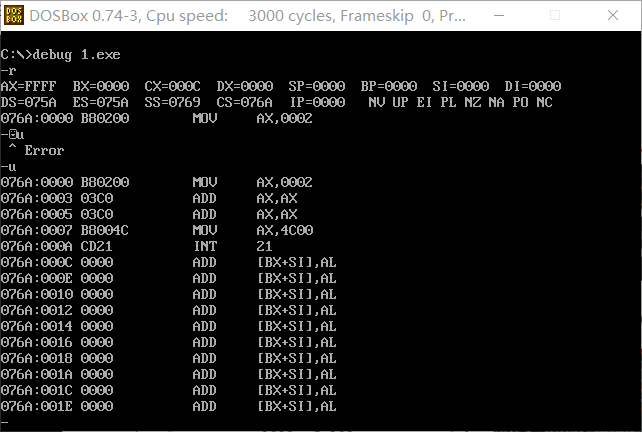 DOS
BOX
DOSBox 0.74-3, Cpu speed: 3000 cycles, Frameskip 0, Pr...
C:\>debug 1.exe
-r
AX=FFFF BX=0000 CX=000C DX=0000 SP=0000 BP=0000 SI=0000 DI=0000
DS=075A ES=075A SS=0769 CS=076A IP=0000 NV UP EI PL NZ NA PO NC
076A:0000 B80200 MOV AX,0002
-☺u
^ Error
-u
076A:0000 B80200 MOV AX,0002
076A:0003 03C0 ADD AX,AX
076A:0005 03C0 ADD AX,AX
076A:0007 B8004C MOV AX,4C00
076A:000A CD21 INT 21
076A:000C 0000 ADD [BX+SI],AL
076A:000E 0000 ADD [BX+SI],AL
076A:0010 0000 ADD [BX+SI],AL
076A:0012 0000 ADD [BX+SI],AL
076A:0014 0000 ADD [BX+SI],AL
076A:0016 0000 ADD [BX+SI],AL
076A:0018 0000 ADD [BX+SI],AL
076A:001A 0000 ADD [BX+SI],AL
076A:001C 0000 ADD [BX+SI],AL
076A:001E 0000 ADD [BX+SI],AL
-